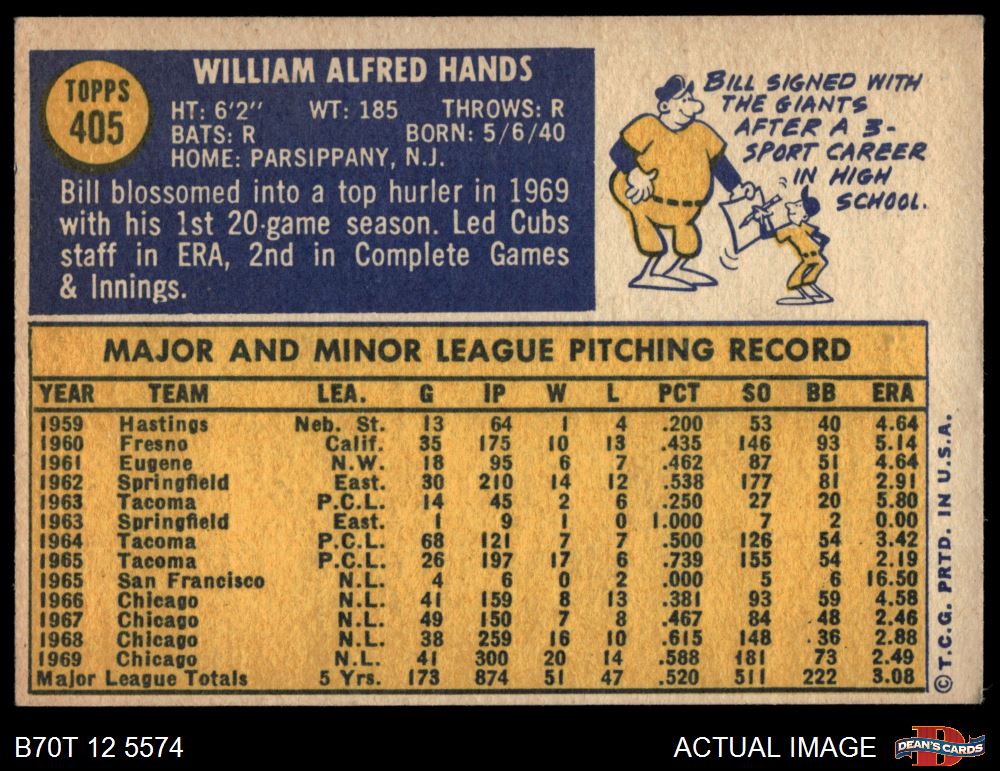 TOPPS
405
WILLIAM ALFRED HANDS
HT: 6'2" WT: 185 THROWS: R
BATS: R BORN: 5/6/40
HOME: PARSIPPANY, N.J.
Bill blossomed into a top hurler in 1969
with his 1st 20-game season. Led Cubs
staff in ERA, 2nd in Complete Games
& Innings.
BILL SIGNED WITH
THE GIANTS
AFTER A 3-
SPORT CAREER
IN HIGH
SCHOOL.
MAJOR AND MINOR LEAGUE PITCHING RECORD
YEAR TEAM LEA. G IP W L PCT SO BB ERA
1959 Hastings Neb. St. 13 64 1 4 .200 53 40 4.64
1960 Fresno Calif. 35 175 10 13 .435 146 93 5.14
1961 Eugene N.W. 18 95 6 7 .462 87 51 4.64
1962 Springfield East. 30 210 14 12 .538 177 81 2.91
1963 Tacoma P.C.L. 14 45 2 6 .250 27 20 5.80
1963 Springfield East. 1 9 1 0 1.000 7 2 0.00
1964 Tacoma P.C.L. 68 121 7 7 .500 126 54 3.42
1965 Tacoma P.C.L. 26 197 17 6 .739 155 54 2.19
1965 San Francisco N.L. 4 6 0 2 .000 5 6 16.50
1966 Chicago N.L. 41 159 8 13 .381 93 59 4.58
1967 Chicago N.L. 49 150 7 8 .467 84 48 2.46
1968 Chicago N.L. 38 259 16 10 .615 148 36 2.88
1969 Chicago N.L. 41 300 20 14 .588 181 73 2.49
Major League Totals 5 Yrs. 173 874 51 47 .520 511 222 3.08
© T.C.G. PRTD. IN U.S.A.
B70T 12 5574
ACTUAL IMAGE
D
DEAN'S CARDS